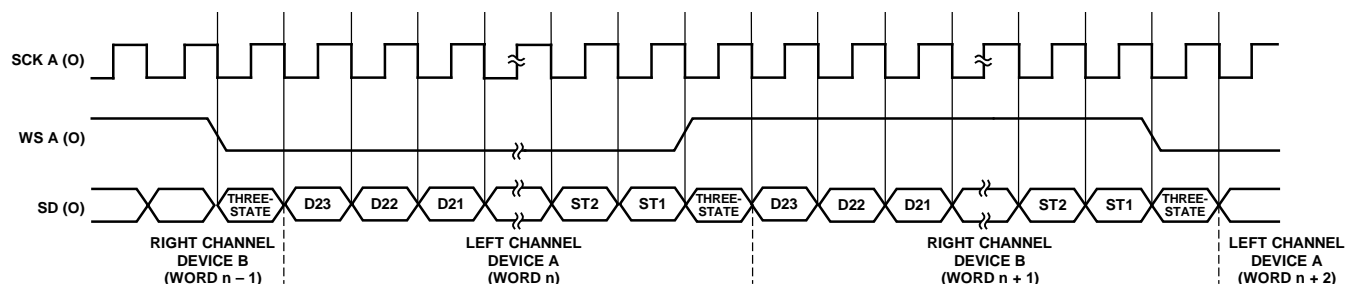 SCK A (O)
WS A (O)
SD (O)
THREE-
STATE
D23
D22
D21
ST2
ST1
THREE-
STATE
D23
D22
D21
ST2
ST1
THREE-
STATE
RIGHT CHANNEL
DEVICE B
(WORD n – 1)
LEFT CHANNEL
DEVICE A
(WORD n)
RIGHT CHANNEL
DEVICE B
(WORD n + 1)
LEFT CHANNEL
DEVICE A
(WORD n + 2)